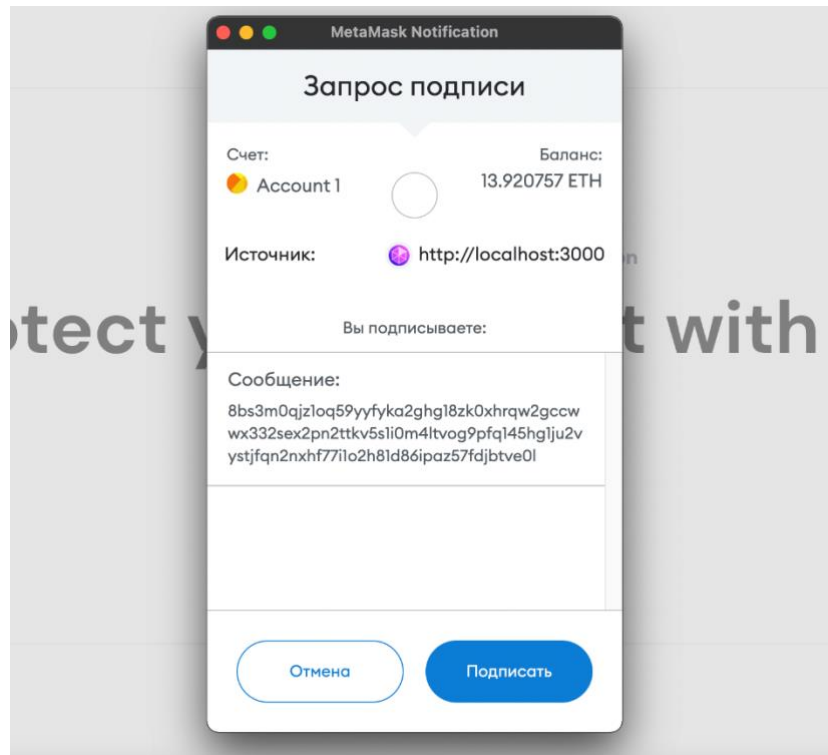 MetaMask Notification
Запрос подписи
Счет:
Баланс:
Account 1
13.920757 ETH
Источник:
http://localhost:3000
otect y
t with
Вы подписываете:
Сообщение:
8bs3m0qjz1oq59yyfyka2ghg18zk0xhrqw2gccw
wx332sex2pn2ttkv5s1i0m4ltvog9pfq145hg1ju2v
ystjfqn2nxhf77i1o2h81d86ipaz57fdjbtve0l
Отмена
Подписать